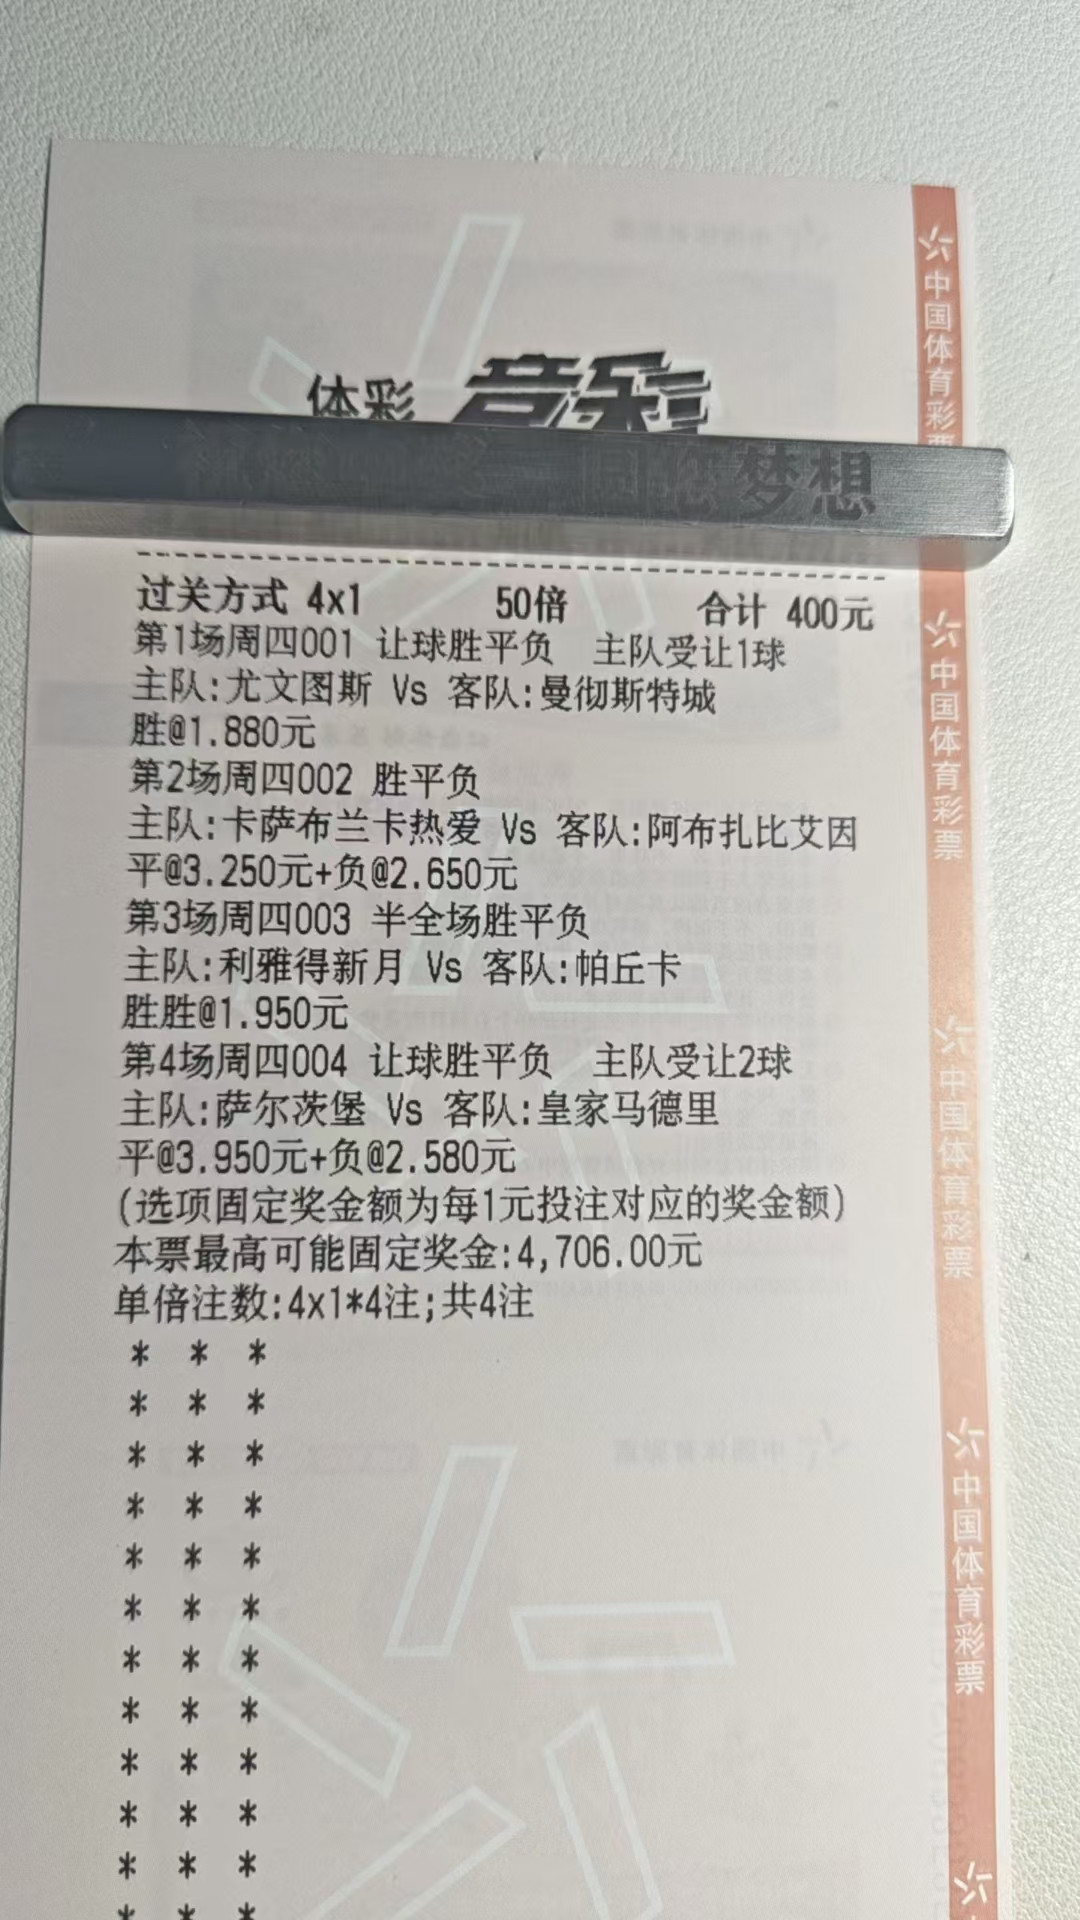 体彩 竞彩
圆您梦想
过关方式 4x1 50倍 合计 400元
第1场周四001 让球胜平负 主队受让1球
主队:尤文图斯 Vs 客队:曼彻斯特城
胜@1.880元
第2场周四002 胜平负
主队:卡萨布兰卡热爱 Vs 客队:阿布扎比艾因
平@3.250元+负@2.650元
第3场周四003 半全场胜平负
主队:利雅得新月 Vs 客队:帕丘卡
胜胜@1.950元
第4场周四004 让球胜平负 主队受让2球
主队:萨尔茨堡 Vs 客队:皇家马德里
平@3.950元+负@2.580元
(选项固定奖金额为每1元投注对应的奖金额)
本票最高可能固定奖金:4,706.00元
单倍注数:4x1*4注;共4注
* * *
* * *
* * *
* * *
* * *
* * *
* * *
* * *
* * *
* * *
* * *
* * *
中国体育彩票
中国体育彩票
中国体育彩票
中国体育彩票